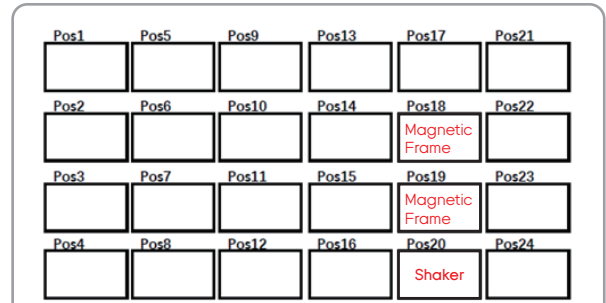 Pos1 Pos5 Pos9 Pos13 Pos17 Pos21
Pos2 Pos6 Pos10 Pos14 Pos18 Pos22
Magnetic
Frame
Pos3 Pos7 Pos11 Pos15 Pos19 Pos23
Magnetic
Frame
Pos4 Pos8 Pos12 Pos16 Pos20 Pos24
Shaker